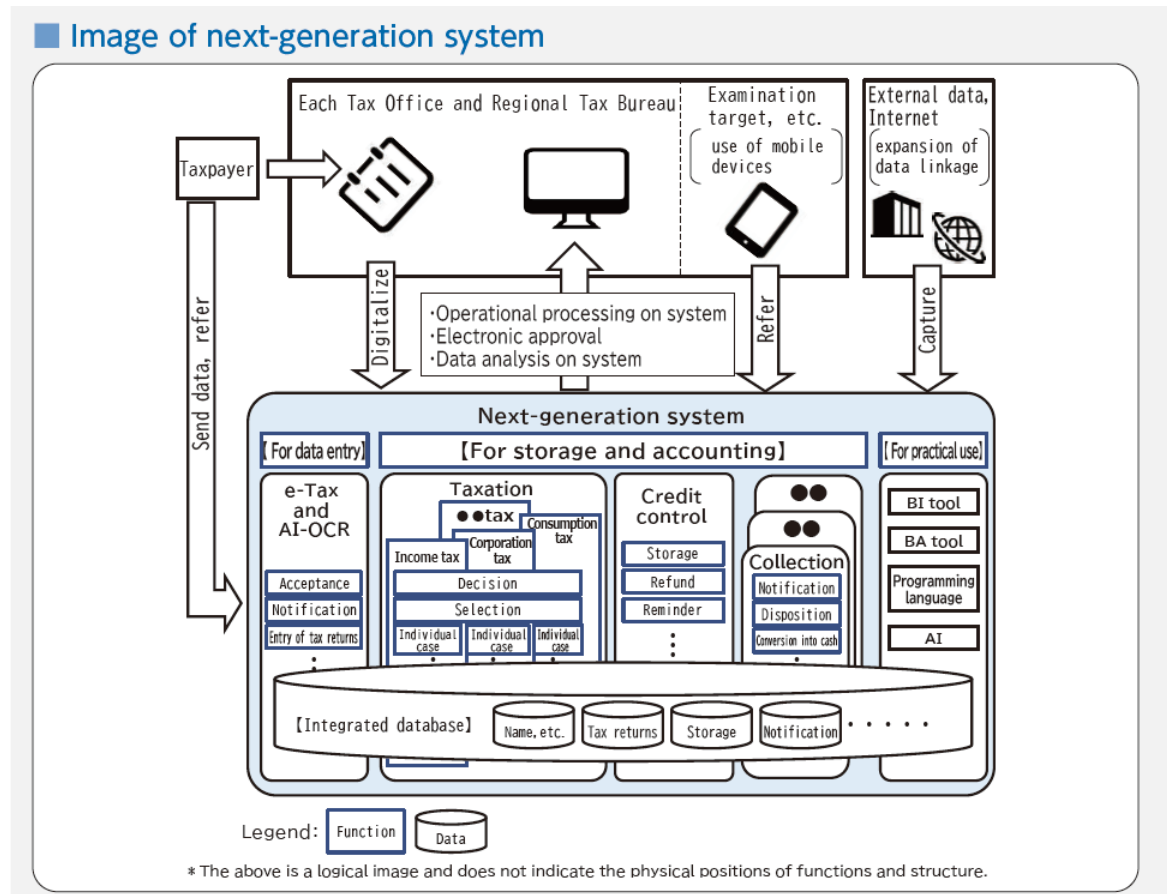 Image of next-generation system
Each Tax Office and Regional Tax Bureau
Examination
target, etc.
use of mobile
devices
External data,
Internet
expansion of
data linkage
Taxpayer
Send data, refer
Digitalize
・Operational processing on system
・Electronic approval
・Data analysis on system
Refer
Capture
Next-generation system
【For data entry】
【For storage and accounting】
【For practical use】
e-Tax
and
AI-OCR
Acceptance
Notification
Entry of tax returns
Taxation
●●tax
Consumption
tax
Corporation
tax
Income tax
Decision
Selection
Individual
case
Individual
case
Individual
case
Credit
control
Storage
Refund
Reminder
●●
●●
Collection
Notification
Disposition
Conversion into cash
BI tool
BA tool
Programming
language
AI
【Integrated database】
Name, etc.
Tax returns
Storage
Notification
・・・・・
Legend:
Function
Data
* The above is a logical image and does not indicate the physical positions of functions and structure.